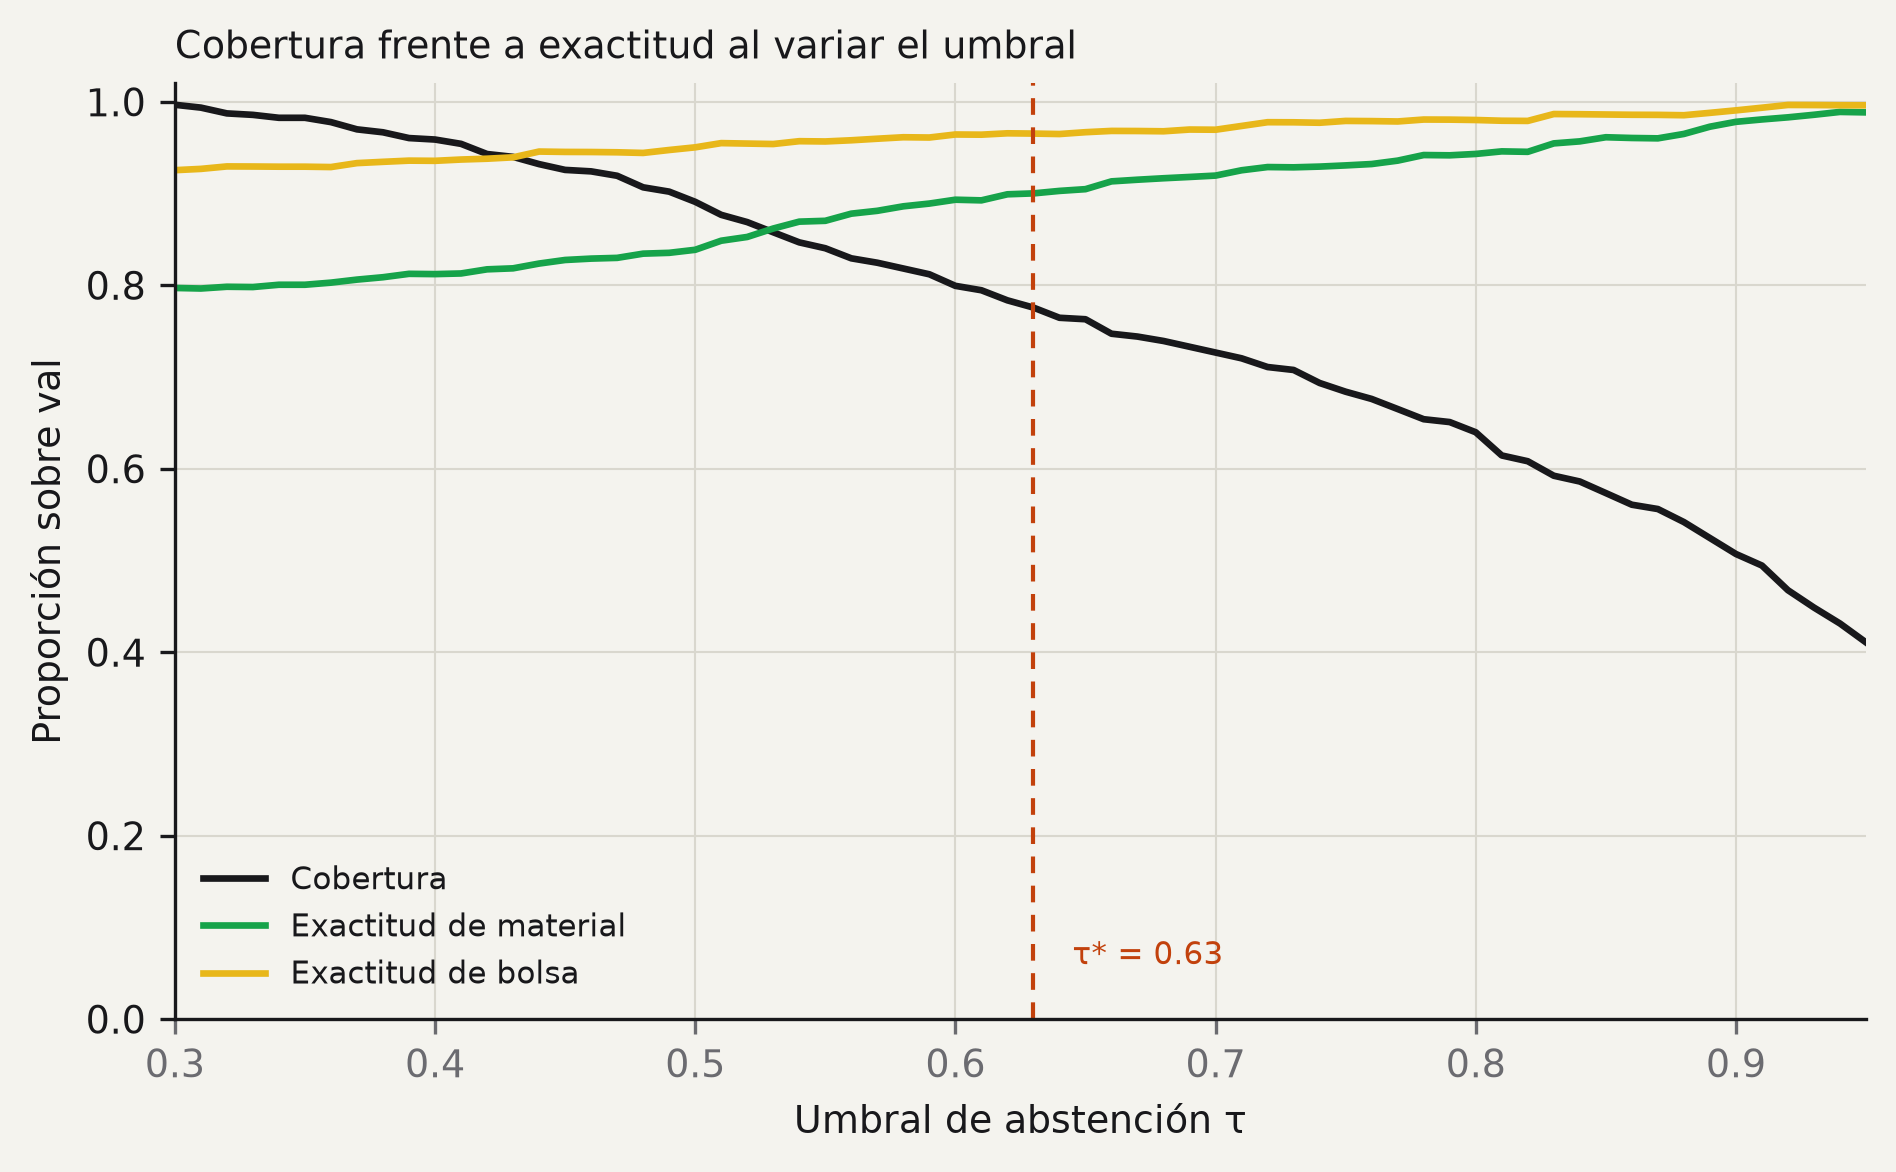 Cobertura frente a exactitud al variar el umbral
Proporción sobre val
1.0
0.8
0.6
0.4
0.2
0.0
Cobertura
Exactitud de material
Exactitud de bolsa
τ* = 0.63
0.3 0.4 0.5 0.6 0.7 0.8 0.9
Umbral de abstención τ